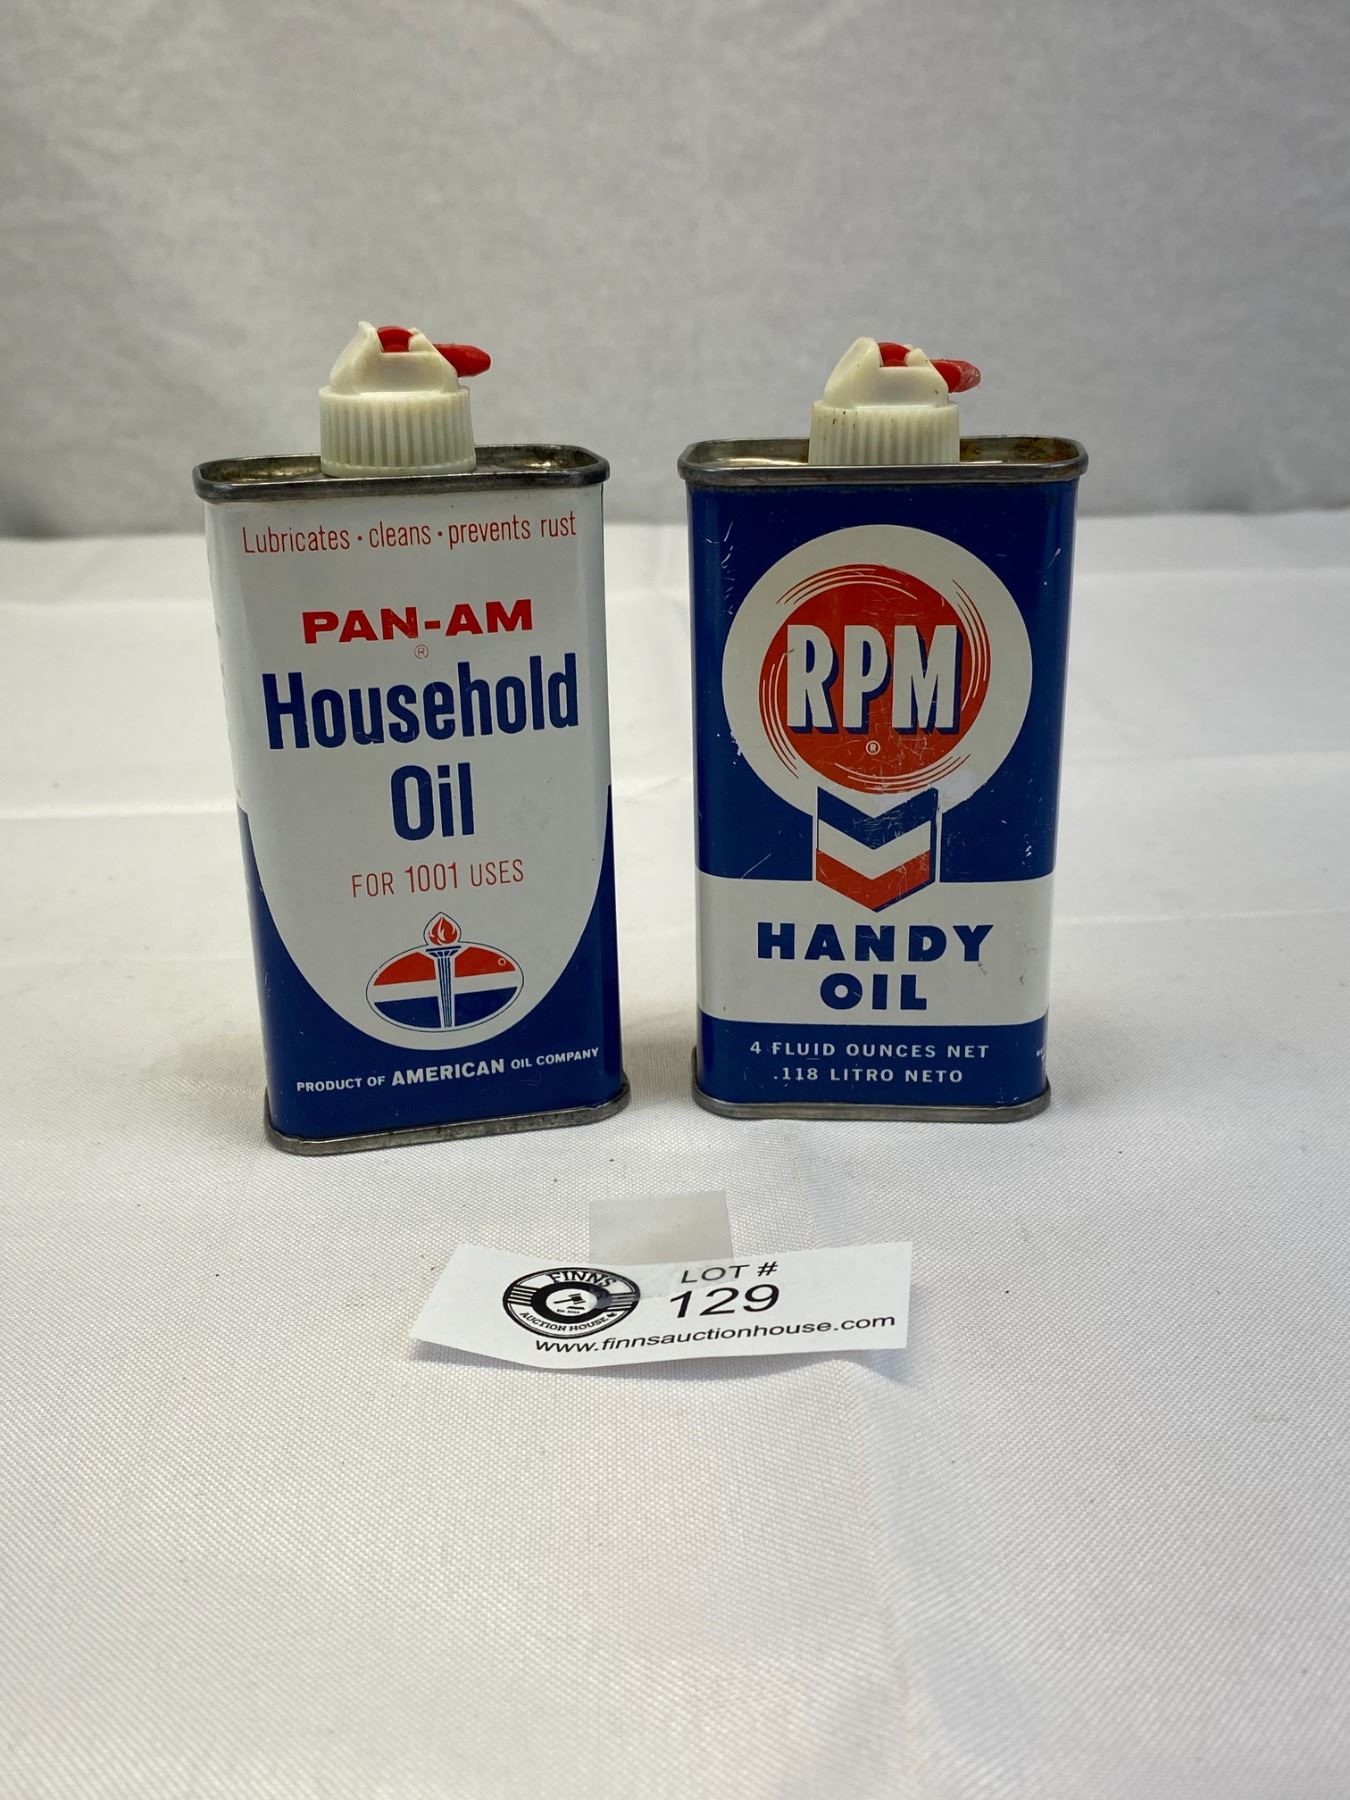 Lubricates · cleans · prevents rust
PAN-AM
®
Household
Oil
FOR 1001 USES
PRODUCT OF AMERICAN OIL COMPANY
RPM
®
HANDY
OIL
4 FLUID OUNCES NET
.118 LITRO NETO
FINNS
AUCTION HOUSE
LOT #
129
www.finnsauctionhouse.com